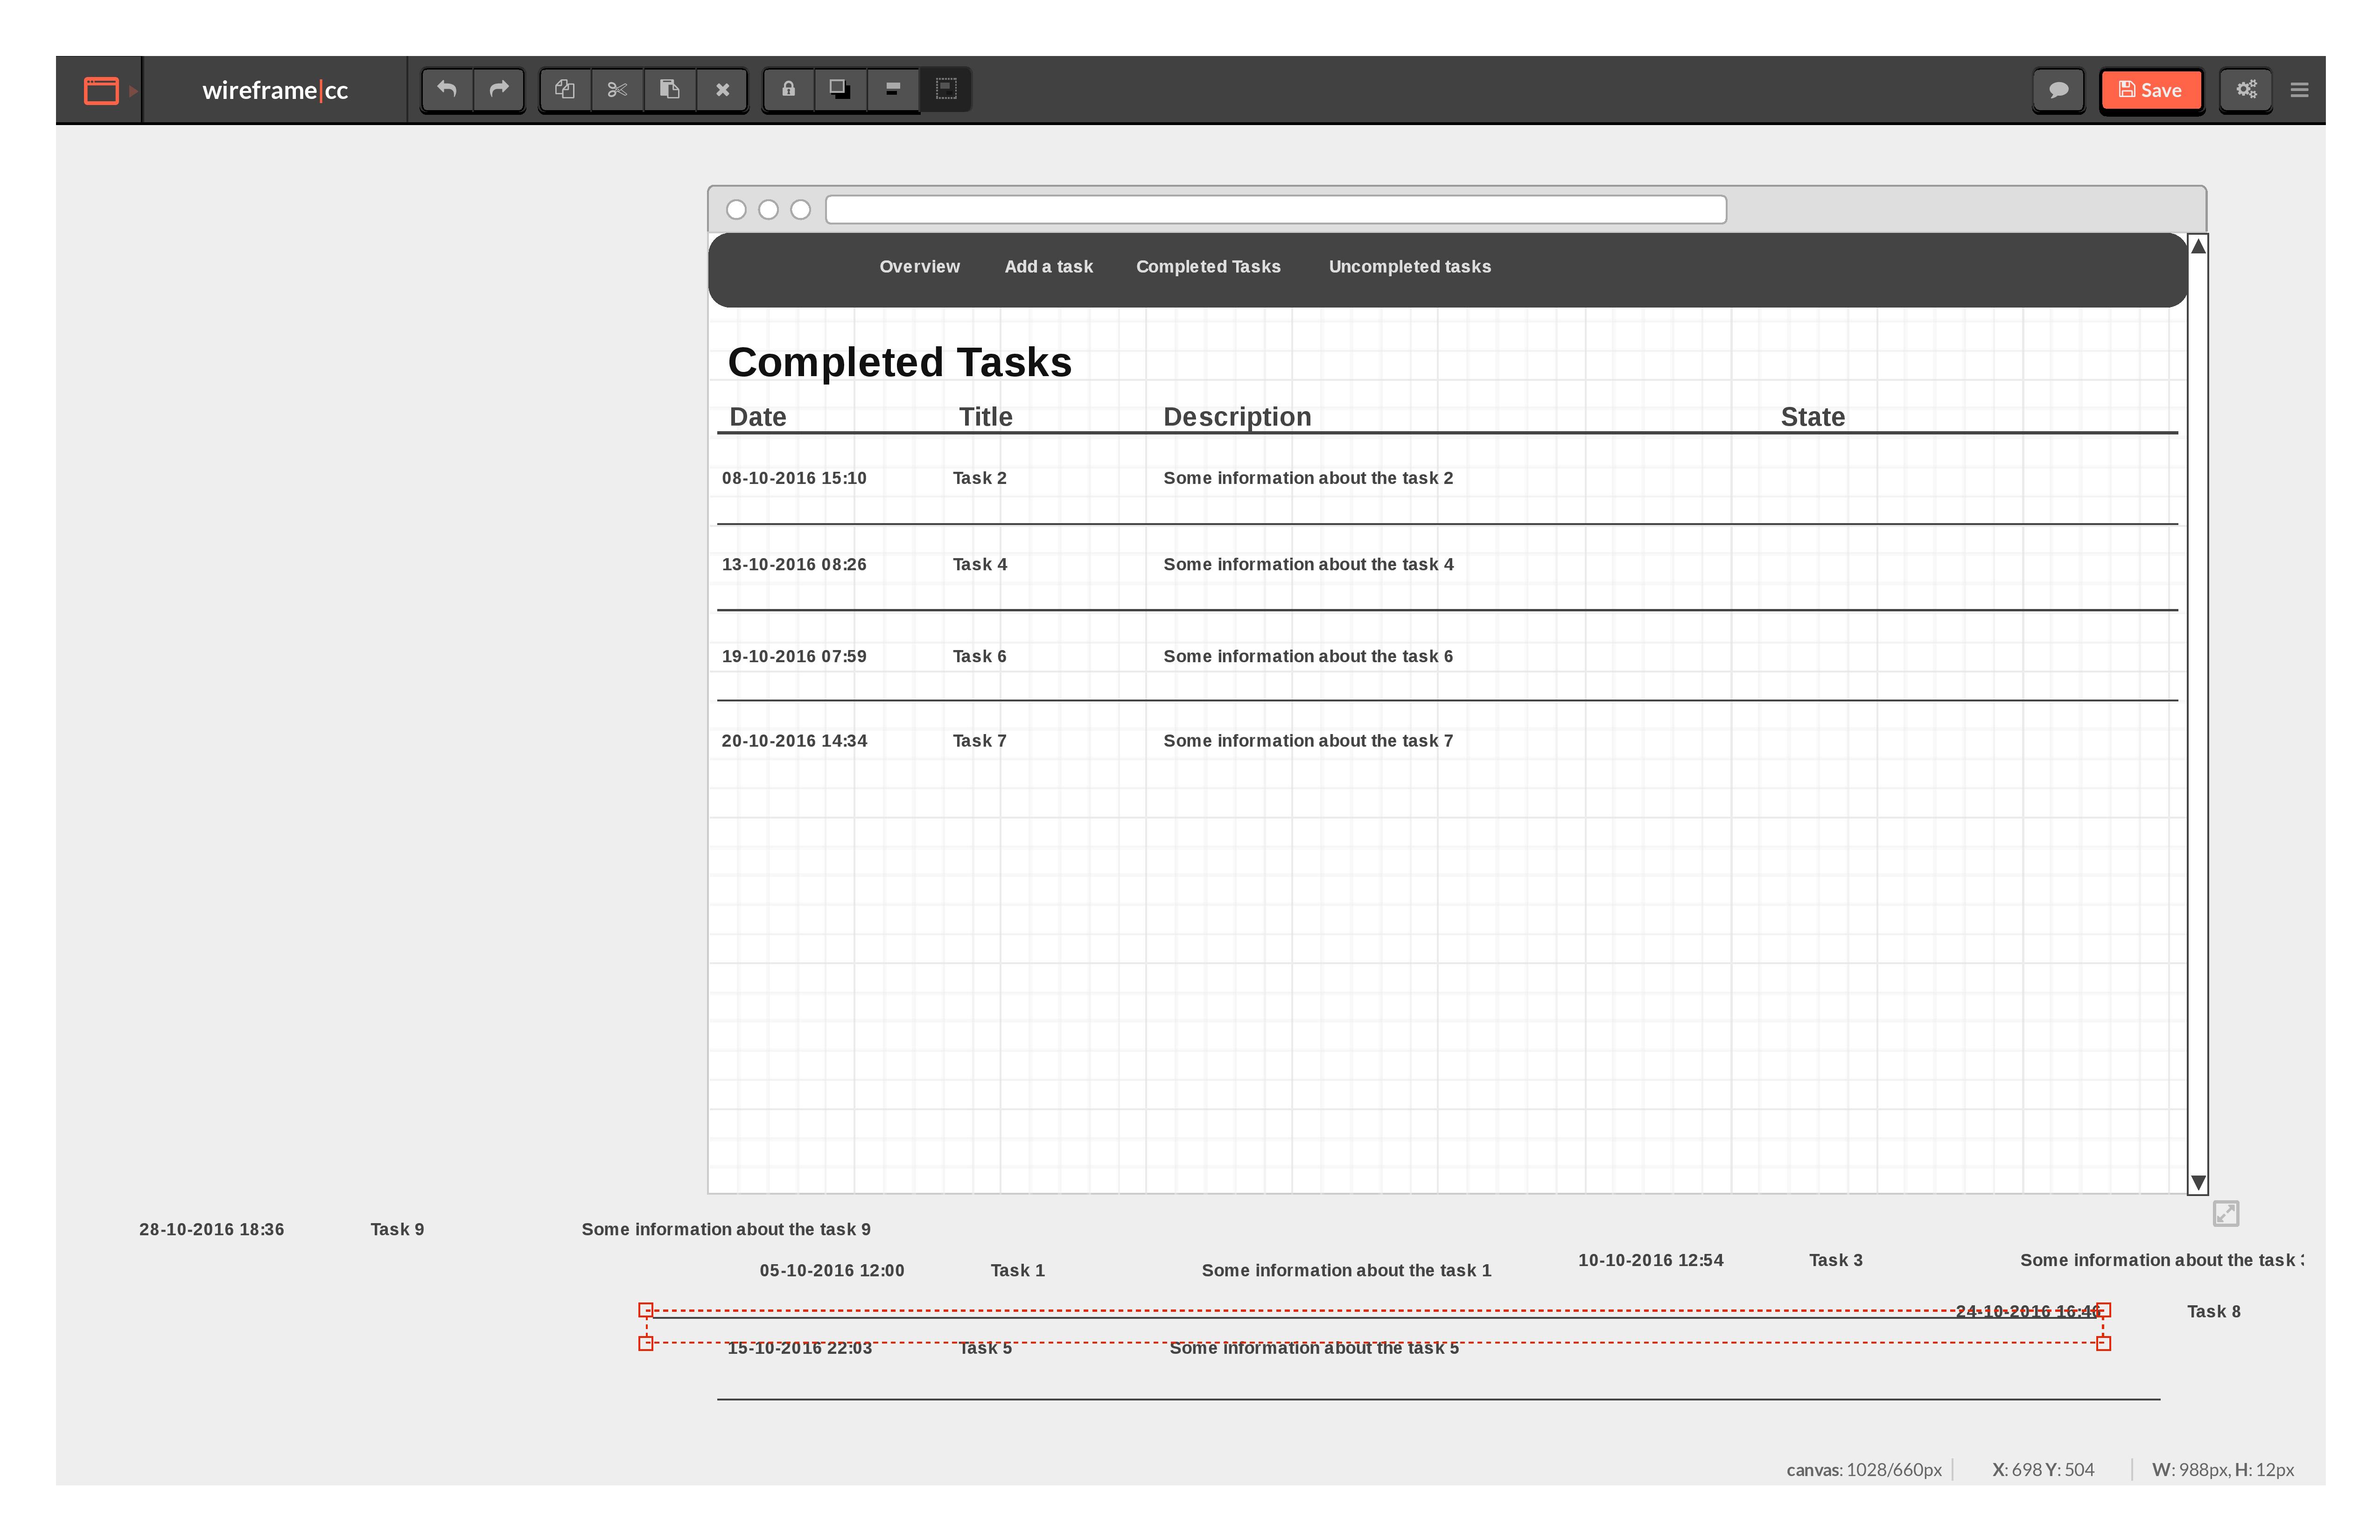 wireframe|cc
Save
Overview Add a task Completed Tasks Uncompleted tasks
Completed Tasks
Date Title Description State
08-10-2016 15:10 Task 2 Some information about the task 2
13-10-2016 08:26 Task 4 Some information about the task 4
19-10-2016 07:59 Task 6 Some information about the task 6
20-10-2016 14:34 Task 7 Some information about the task 7
28-10-2016 18:36 Task 9 Some information about the task 9
10-10-2016 12:54 Task 3 Some information about the task
05-10-2016 12:00 Task 1 Some information about the task 1
24-10-2016 16:46 Task 8
15-10-2016 22:03 Task 5 Some information about the task 5
canvas: 1028/660px X: 698 Y: 504 W: 988px, H: 12px